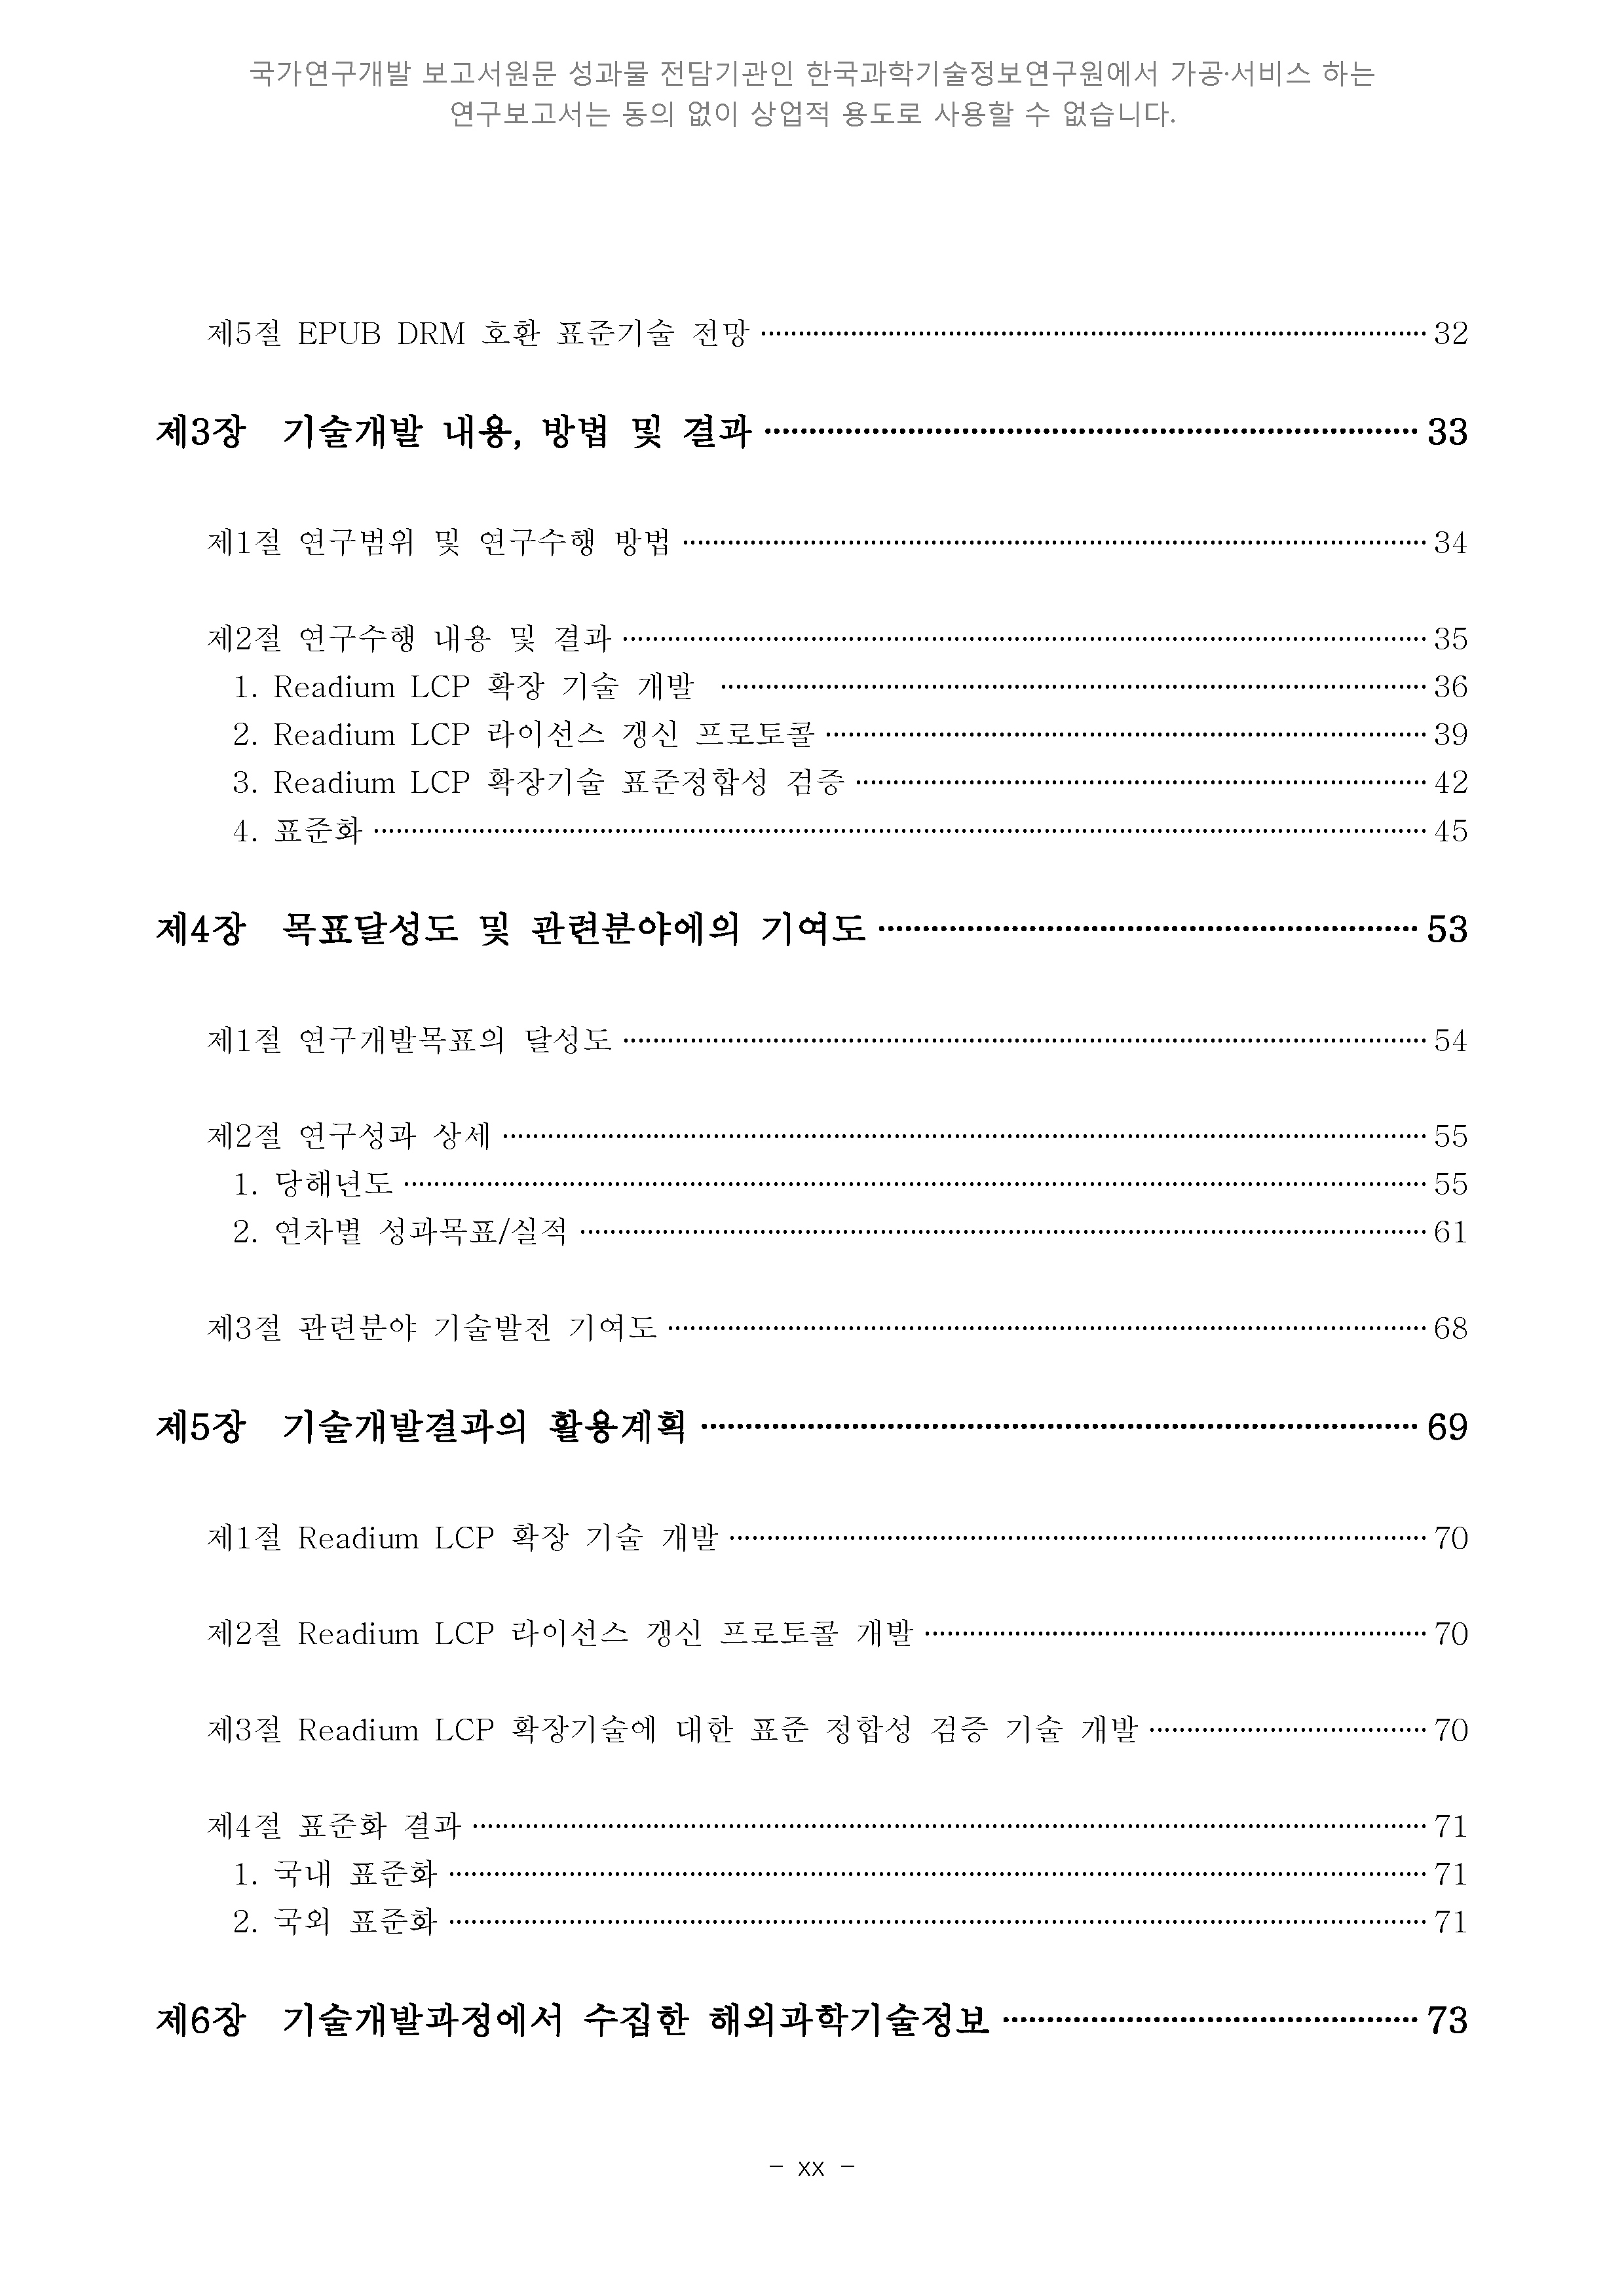 국가연구개발 보고서원문 성과물 전담기관인 한국과학기술정보연구원에서 가공·서비스 하는
연구보고서는 동의 없이 상업적 용도로 사용할 수 없습니다.
제5절 EPUB DRM 호환 표준기술 전망 ································ 32
제3장 기술개발 내용, 방법 및 결과 ································ 33
제1절 연구범위 및 연구수행 방법 ································ 34
제2절 연구수행 내용 및 결과 ································ 35
1. Readium LCP 확장 기술 개발 ································ 36
2. Readium LCP 라이선스 갱신 프로토콜 ································ 39
3. Readium LCP 확장기술 표준정합성 검증 ································ 42
4. 표준화 ································ 45
제4장 목표달성도 및 관련분야에의 기여도 ································ 53
제1절 연구개발목표의 달성도 ································ 54
제2절 연구성과 상세 ································ 55
1. 당해년도 ································ 55
2. 연차별 성과목표/실적 ································ 61
제3절 관련분야 기술발전 기여도 ································ 68
제5장 기술개발결과의 활용계획 ································ 69
제1절 Readium LCP 확장 기술 개발 ································ 70
제2절 Readium LCP 라이선스 갱신 프로토콜 개발 ································ 70
제3절 Readium LCP 확장기술에 대한 표준 정합성 검증 기술 개발 ································ 70
제4절 표준화 결과 ································ 71
1. 국내 표준화 ································ 71
2. 국외 표준화 ································ 71
제6장 기술개발과정에서 수집한 해외과학기술정보 ································ 73
- xx -